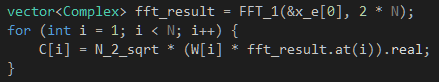 vector<Complex> fft_result = FFT_1(&x_e[0], 2 * N);
for (int i = 1; i < N; i++) {
    C[i] = N_2_sqrt * (W[i] * fft_result.at(i)).real;
}